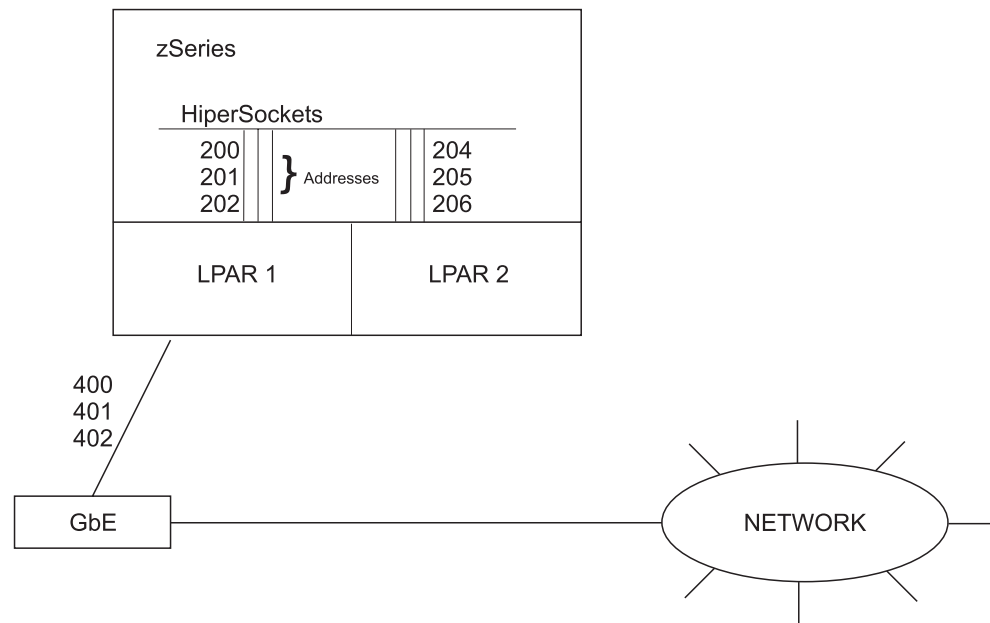 zSeries
HiperSockets
200
201
202
} Addresses
204
205
206
LPAR 1
LPAR 2
400
401
402
GbE
NETWORK